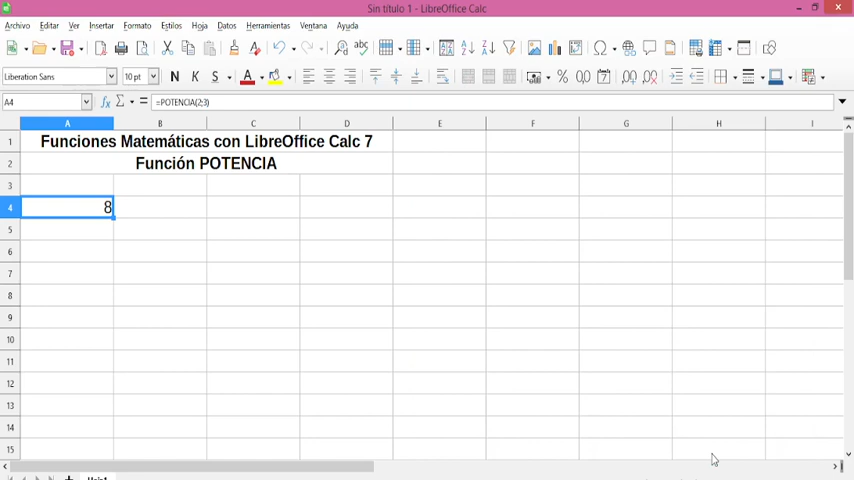 Sin título 1 - LibreOffice Calc
Archivo Editar Ver Insertar Formato Estilos Hoja Datos Herramientas Ventana Ayuda
Liberation Sans 10 pt N K S A
A4 =POTENCIA(2;3)
A B C D E F G H I
1 Funciones Matemáticas con LibreOffice Calc 7
2 Función POTENCIA
3
4 8
5
6
7
8
9
10
11
12
13
14
15
Hoja1